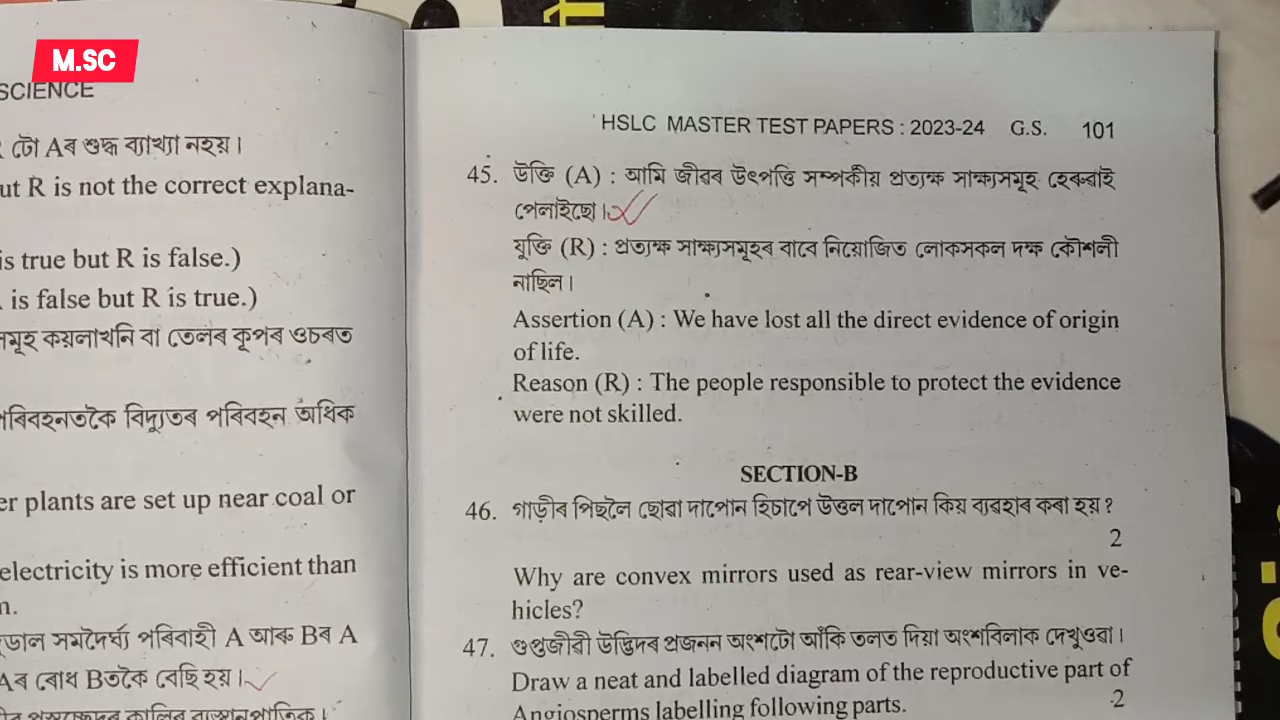 M.SC
SCIENCE
টো Aৰ শুদ্ধ ব্যাখ্যা নহয়।
ut R is not the correct explana-
is true but R is false.)
is false but R is true.)
মূহ কয়লাখনি বা তেলৰ কূপৰ ওচৰত
পৰিবহনতকৈ বিদ্যুতৰ পৰিবহন অধিক
er plants are set up near coal or
electricity is more efficient than
n.
ডাল সমদৈৰ্ঘ্য পৰিবাহী A আৰু Bৰ A
Aৰ ৰোধ Bতকৈ বেছি হয়।
HSLC MASTER TEST PAPERS : 2023-24 G.S. 101
45. উক্তি (A) : আমি জীৱৰ উৎপত্তি সম্পৰ্কীয় প্ৰত্যক্ষ সাক্ষ্যসমূহ হেৰুৱাই
পেলাইছো।
যুক্তি (R) : প্ৰত্যক্ষ সাক্ষ্যসমূহৰ বাবে নিয়োজিত লোকসকল দক্ষ কৌশলী
নাছিল।
Assertion (A) : We have lost all the direct evidence of origin
of life.
Reason (R) : The people responsible to protect the evidence
were not skilled.
SECTION-B
46. গাড়ীৰ পিছলৈ ছোৱা দাপোন হিচাপে উত্তল দাপোন কিয় ব্যৱহাৰ কৰা হয়?
2
Why are convex mirrors used as rear-view mirrors in ve-
hicles?
47. গুপ্তজীৱী উদ্ভিদৰ প্ৰজনন অংশটো আঁকি তলত দিয়া অংশবিলাক দেখুওৱা।
Draw a neat and labelled diagram of the reproductive part of
Angiosperms labelling following parts. 2